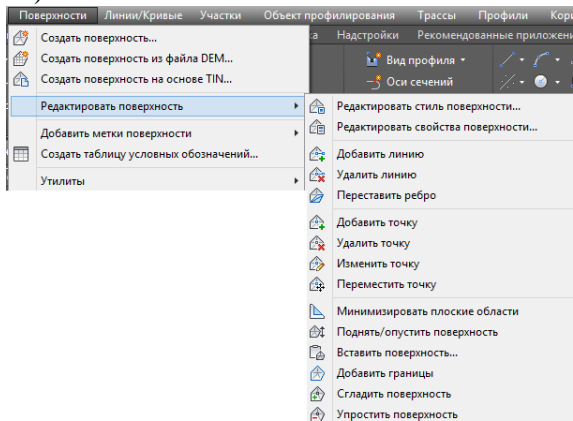 Поверхности Линии/Кривые Участки Объект профилирования Трассы Профили
Надстройки Рекомендованные приложени
Создать поверхность...
Создать поверхность из файла DEM...
Создать поверхность на основе TIN...
Редактировать поверхность
Добавить метки поверхности
Создать таблицу условных обозначений...
Утилиты
Вид профиля
Оси сечений
Редактировать стиль поверхности...
Редактировать свойства поверхности...
Добавить линию
Удалить линию
Переставить ребро
Добавить точку
Удалить точку
Изменить точку
Переместить точку
Минимизировать плоские области
Поднять/опустить поверхность
Вставить поверхность...
Добавить границы
Сгладить поверхность
Упростить поверхность